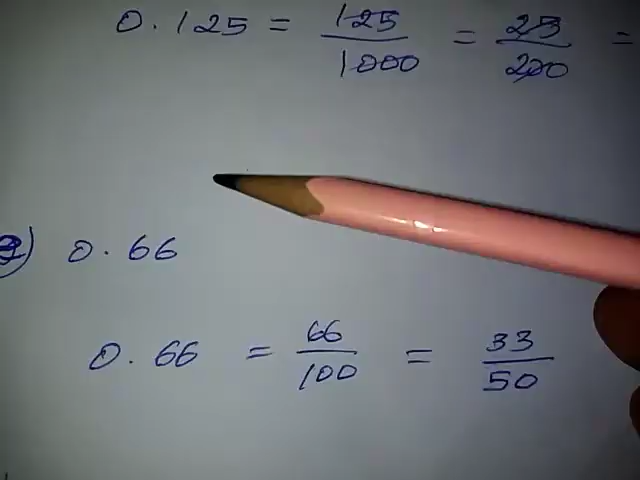 0.125 = 125/1000 = 25/200 =
2) 0.66
0.66 = 66/100 = 33/50